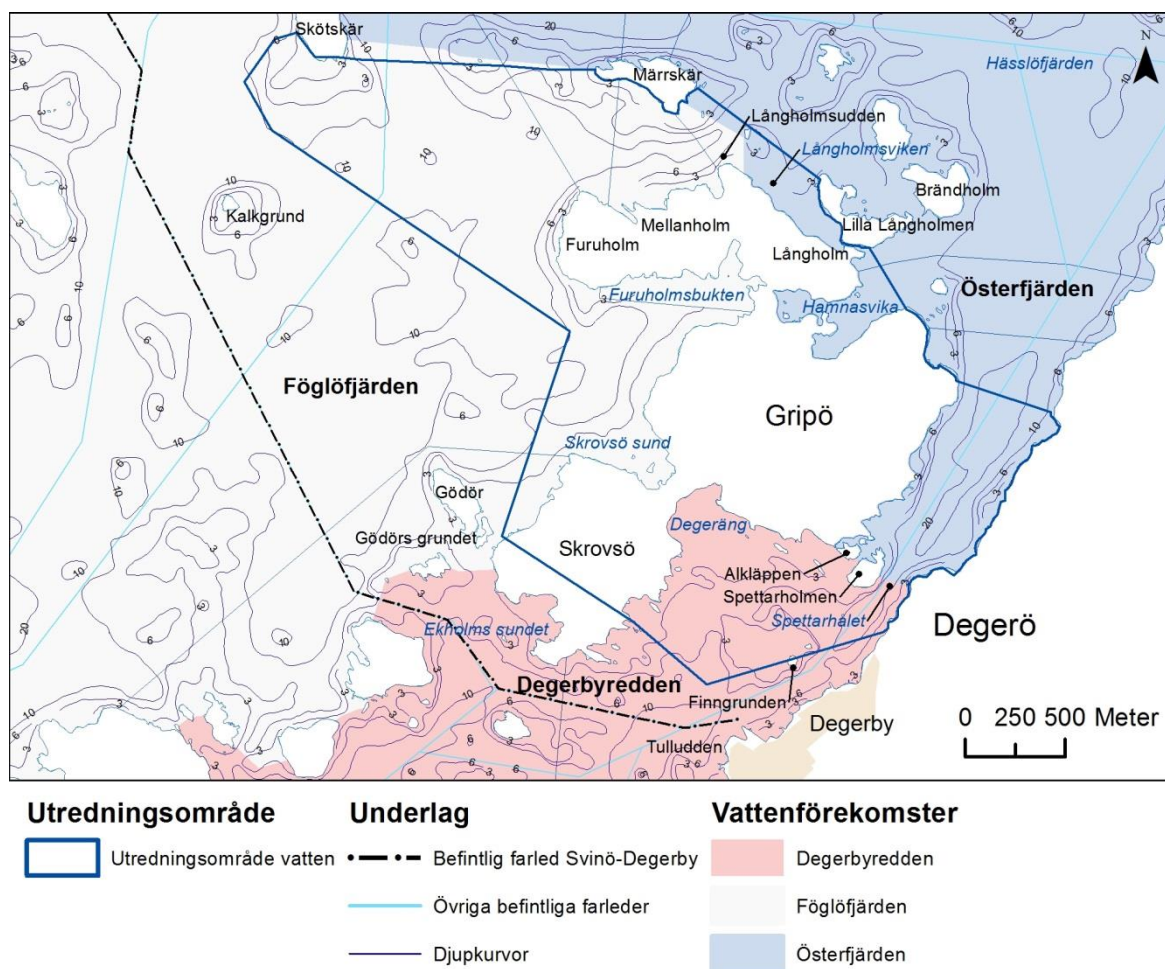 Skötskär
20
N
Hässlöfjärden
Märrskär
Långholmsudden
Långholmsviken
Brändholm
Kalkgrund
Mellanholm
Lilla Långholmen
Furuholm
Långholm
Furuholmsbukten
Hamnasvika
Österfjärden
Föglöfjärden
Gripö
Skrovsö sund
Gödör
Degeräng
Gödörs grundet
Skrovsö
Alkläppen
Spettarholmen
Spettarhålet
Ekholms sundet
Degerö
Degerbyredden
Finngrunden
Degerby
Tulludden
0 250 500 Meter
Utredningsområde
Utredningsområde vatten
Underlag
Befintlig farled Svinö-Degerby
Övriga befintliga farleder
Djupkurvor
Vattenförekomster
Degerbyredden
Föglöfjärden
Österfjärden